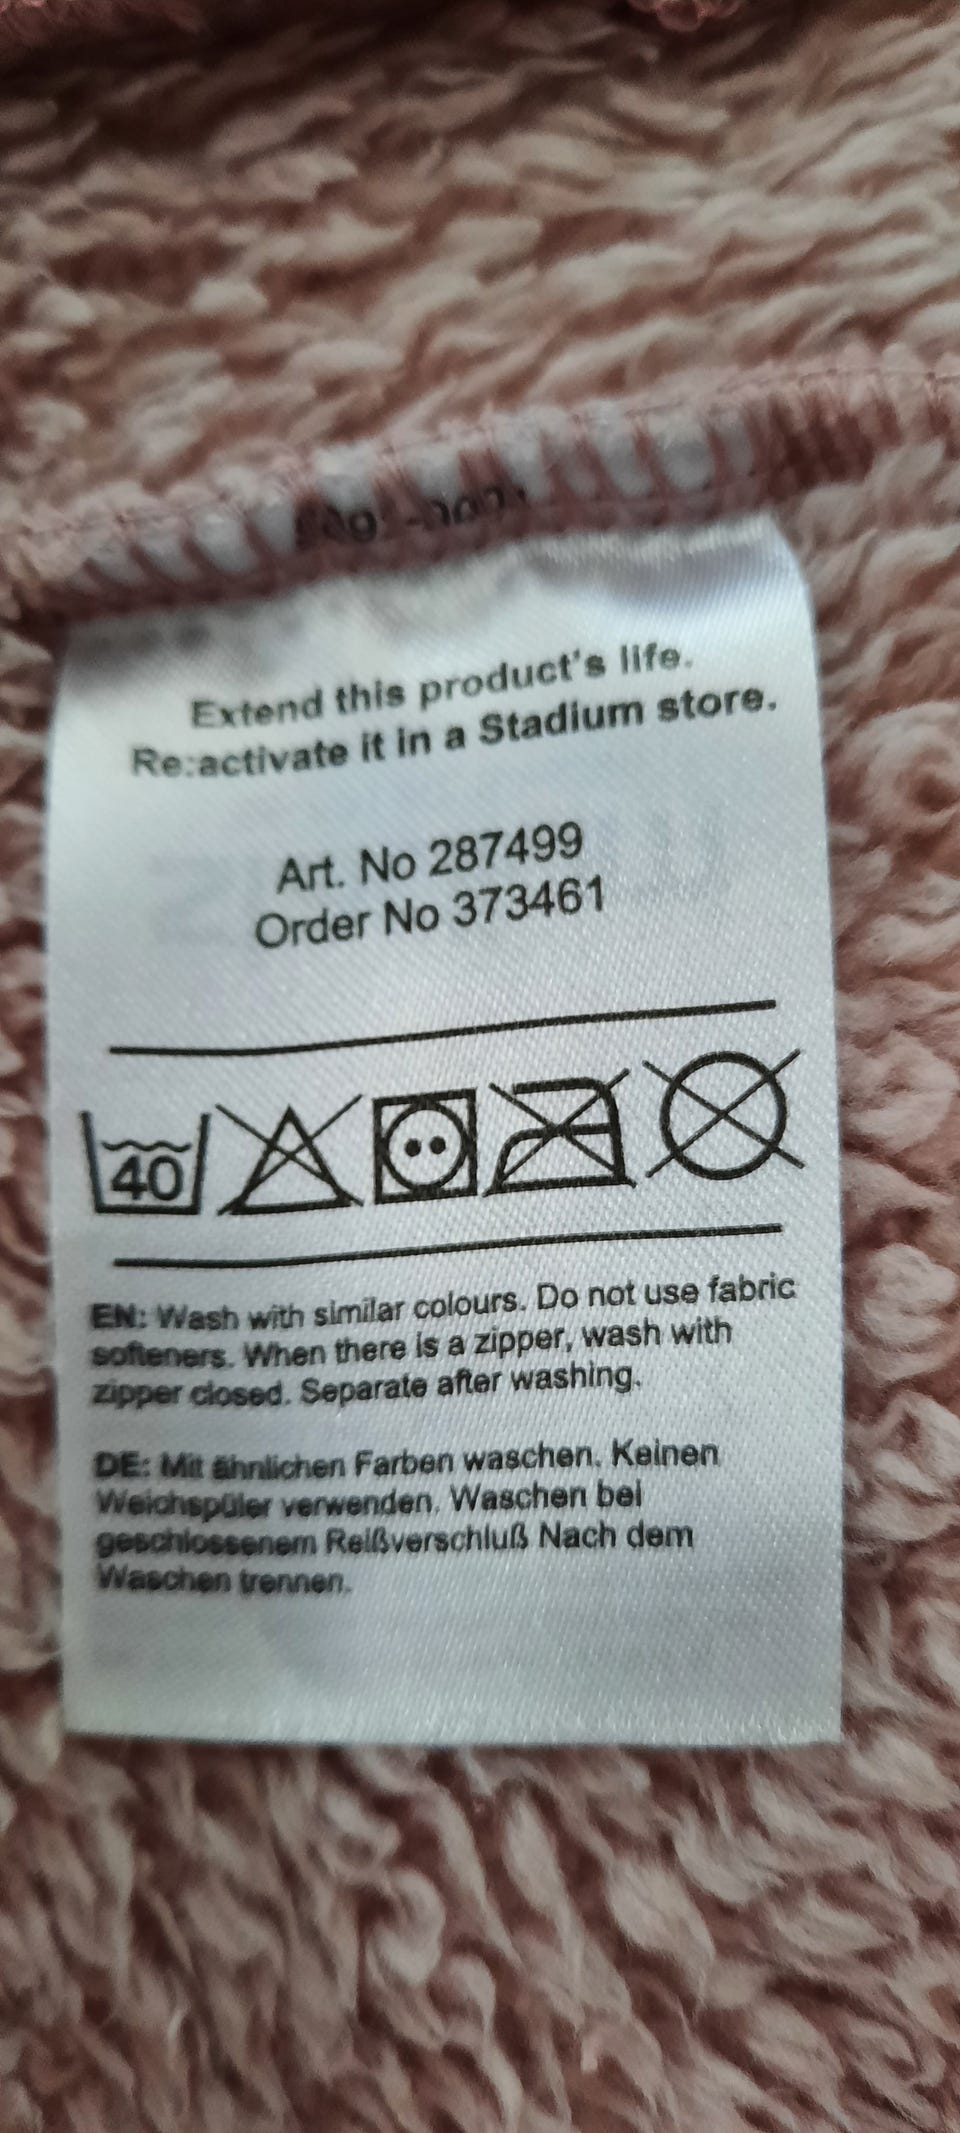 Extend this product's life.
Re:activate it in a Stadium store.
Art. No 287499
Order No 373461
40
EN: Wash with similar colours. Do not use fabric
softeners. When there is a zipper, wash with
zipper closed. Separate after washing.
DE: Mit ähnlichen Farben waschen. Keinen
Weichspüler verwenden. Waschen bei
geschlossenem Reißverschluß Nach dem
Waschen trennen.